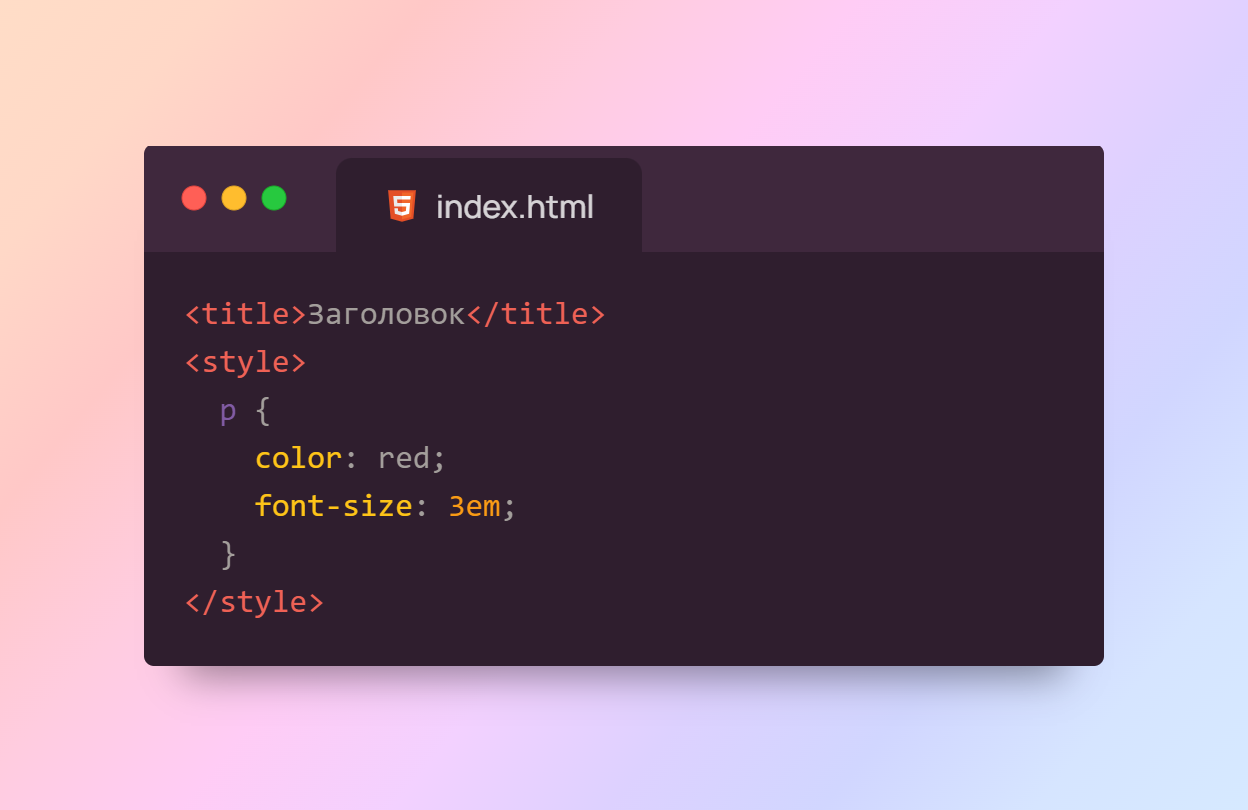 index.html
<title>Заголовок</title>
<style>
  p {
    color: red;
    font-size: 3em;
  }
</style>